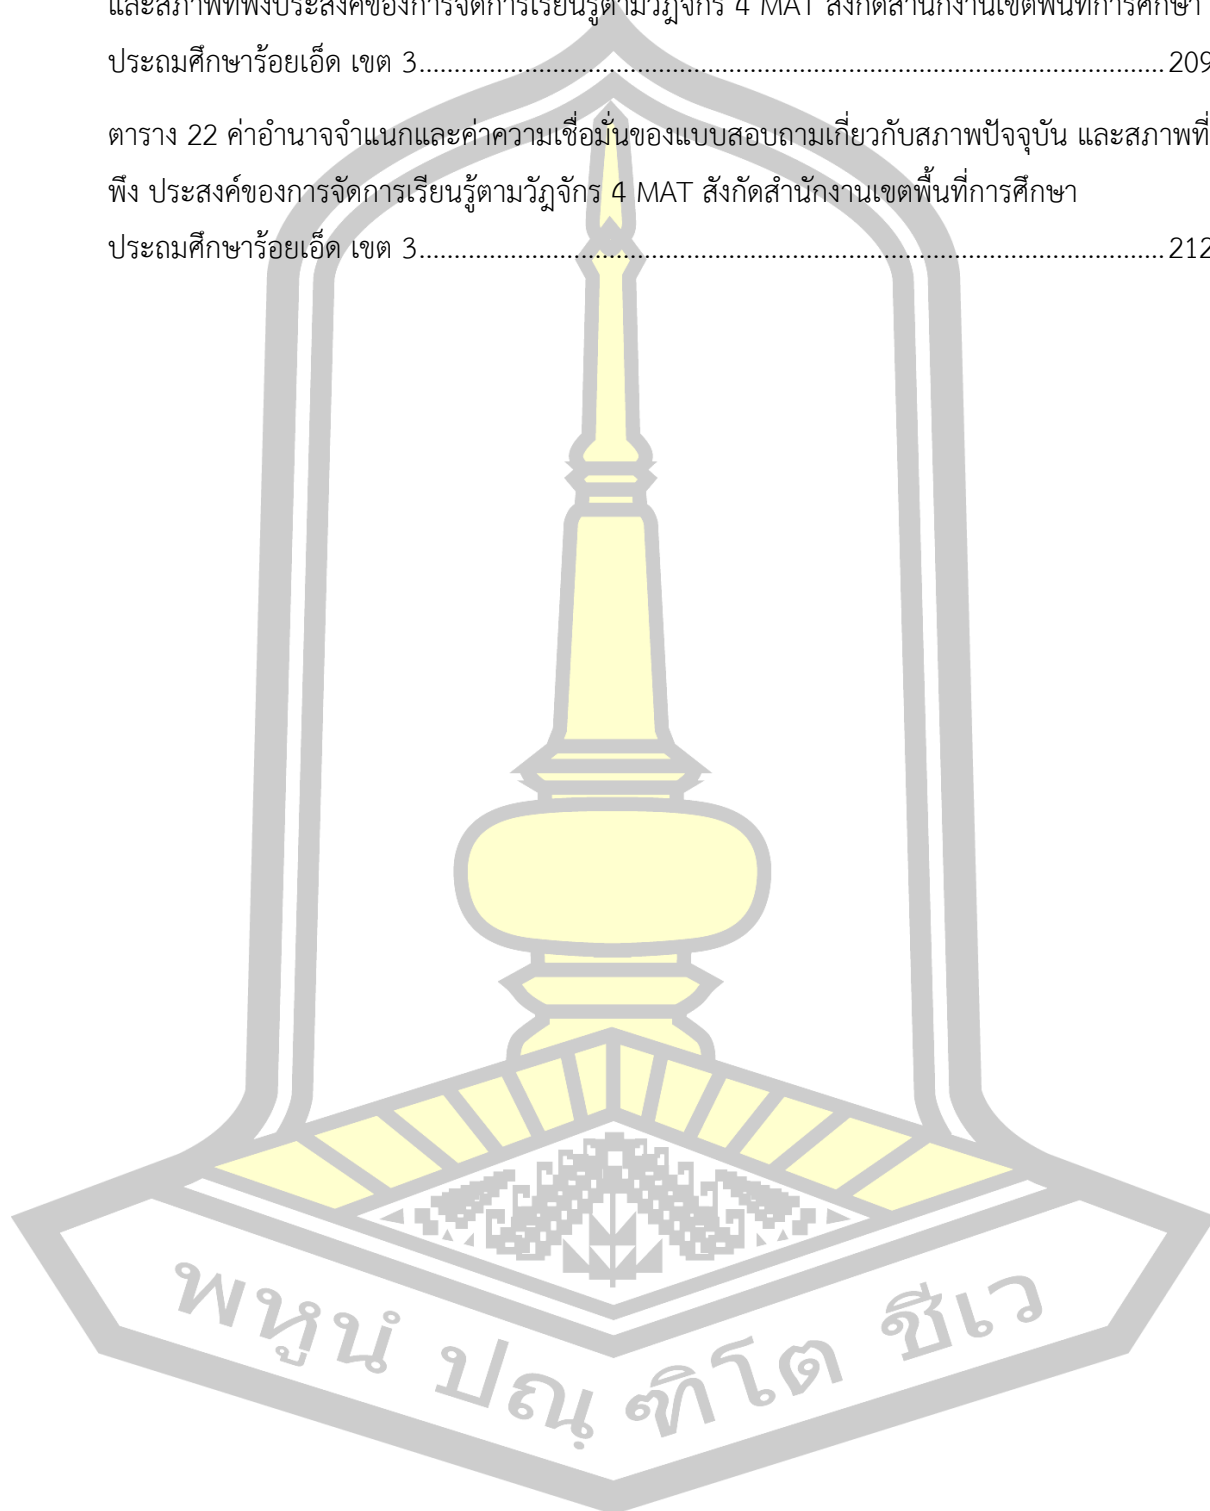 และสภาพที่พึงประสงค์ของการจัดการเรียนรู้ตามวัฎจักร 4 MAT สังกัดสำนักงานเขตพื้นที่การศึกษา
ประถมศึกษาร้อยเอ็ด เขต 3.........................................................................................................209
ตาราง 22 ค่าอำนาจจำแนกและค่าความเชื่อมั่นของแบบสอบถามเกี่ยวกับสภาพปัจจุบัน และสภาพที่
พึง ประสงค์ของการจัดการเรียนรู้ตามวัฎจักร 4 MAT สังกัดสำนักงานเขตพื้นที่การศึกษา
ประถมศึกษาร้อยเอ็ด เขต 3.........................................................................................................212
พหูนํ ปณฺฑิโต ชีเว